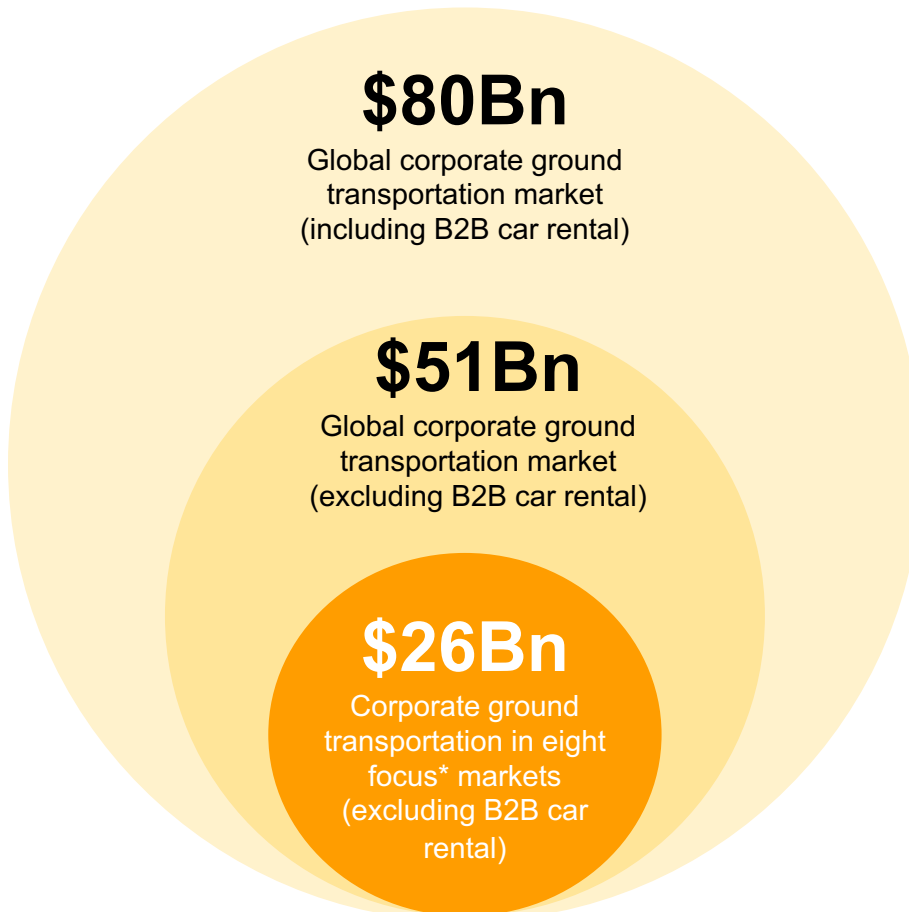 $80Bn
Global corporate ground
transportation market
(including B2B car rental)
$51Bn
Global corporate ground
transportation market
(excluding B2B car rental)
$26Bn
Corporate ground
transportation in eight
focus* markets
(excluding B2B car
rental)